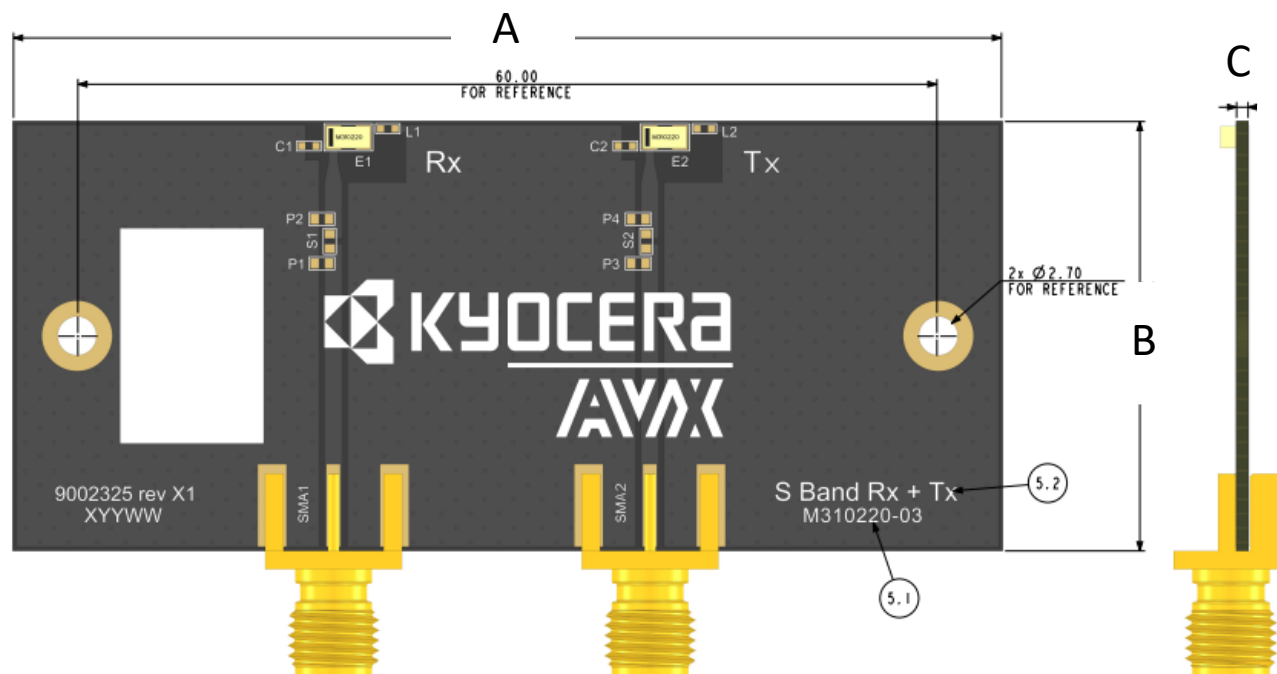 A
60.00
FOR REFERENCE
C
M310220
L1
C1
E1
Rx
M310220
L2
C2
E2
Tx
P2
S1
P1
P4
S2
P3
2x Ø2.70
FOR REFERENCE
B
KYOCERA
AVX
9002325 rev X1
XYYWW
SMA1
SMA2
S Band Rx + Tx
M310220-03
5.2
5.1